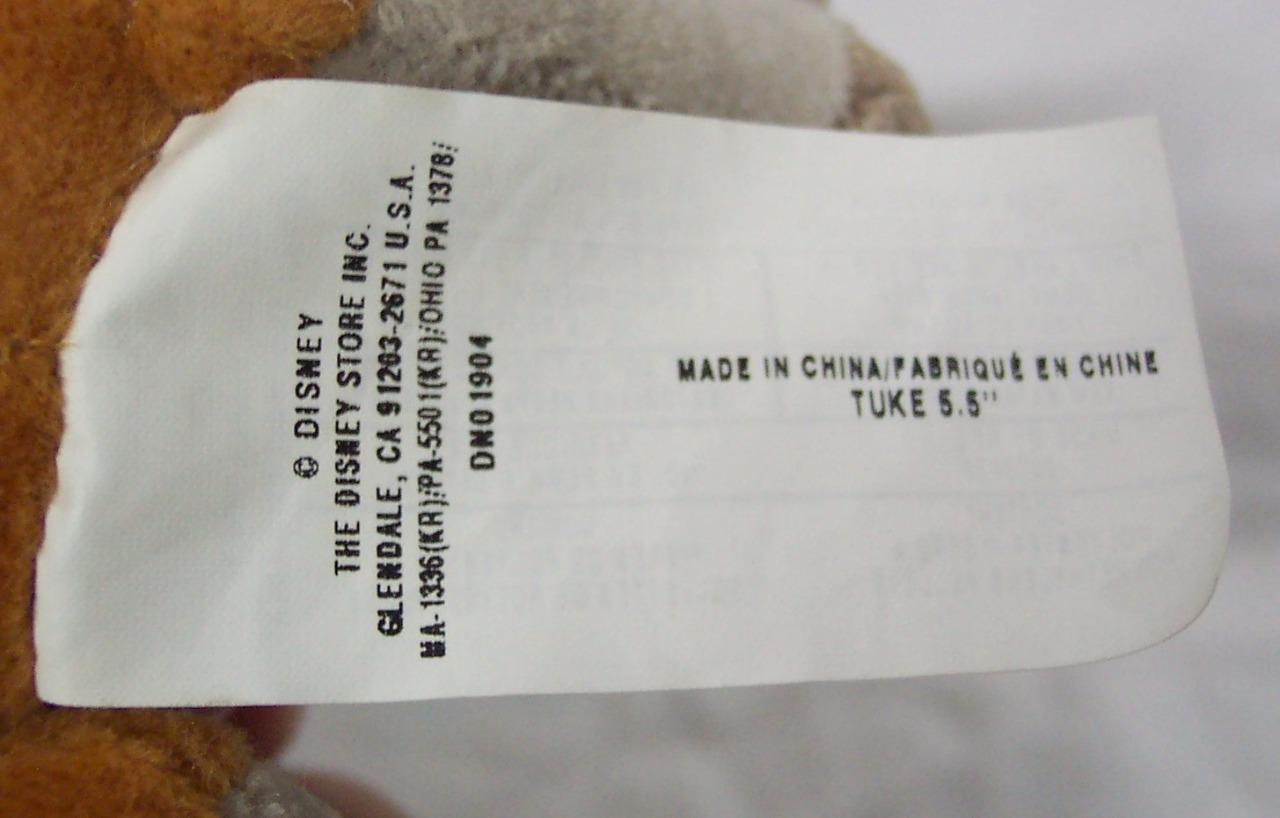 © DISNEY
THE DISNEY STORE INC.
GLENDALE, CA 91203-2671 U.S.A.
MA-1336(KR)/PA-5501(KR)/OHIO PA 1378/
DN01904
MADE IN CHINA/FABRIQUÉ EN CHINE
TUKE 5.5"